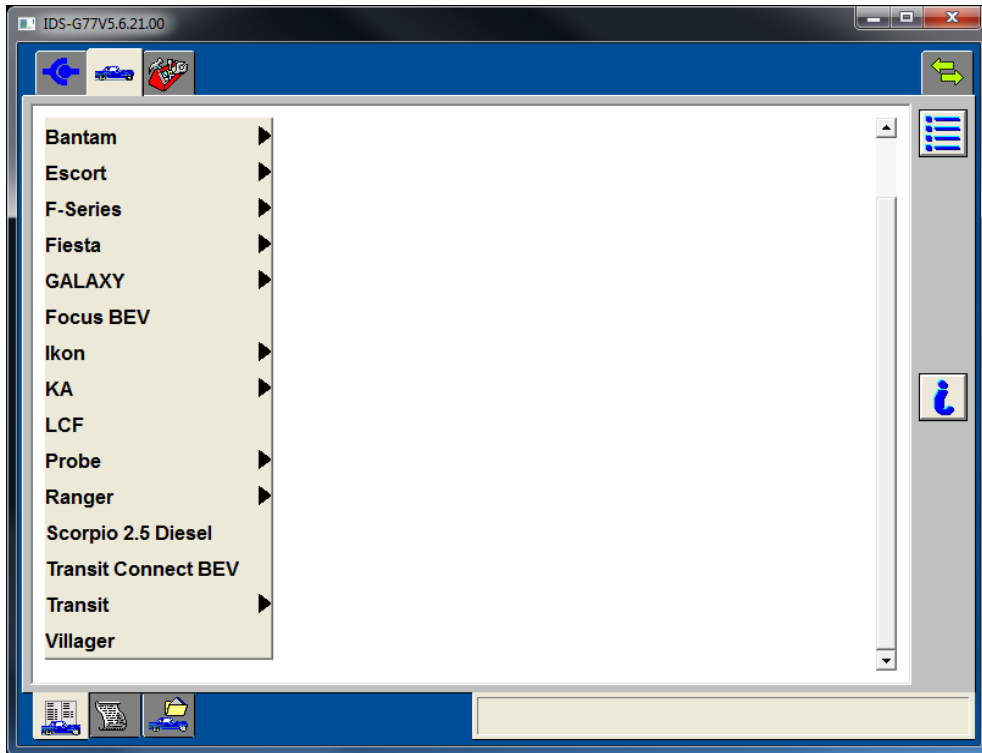 IDS-G77V5.6.21.00
Bantam
Escort
F-Series
Fiesta
GALAXY
Focus BEV
Ikon
KA
LCF
Probe
Ranger
Scorpio 2.5 Diesel
Transit Connect BEV
Transit
Villager